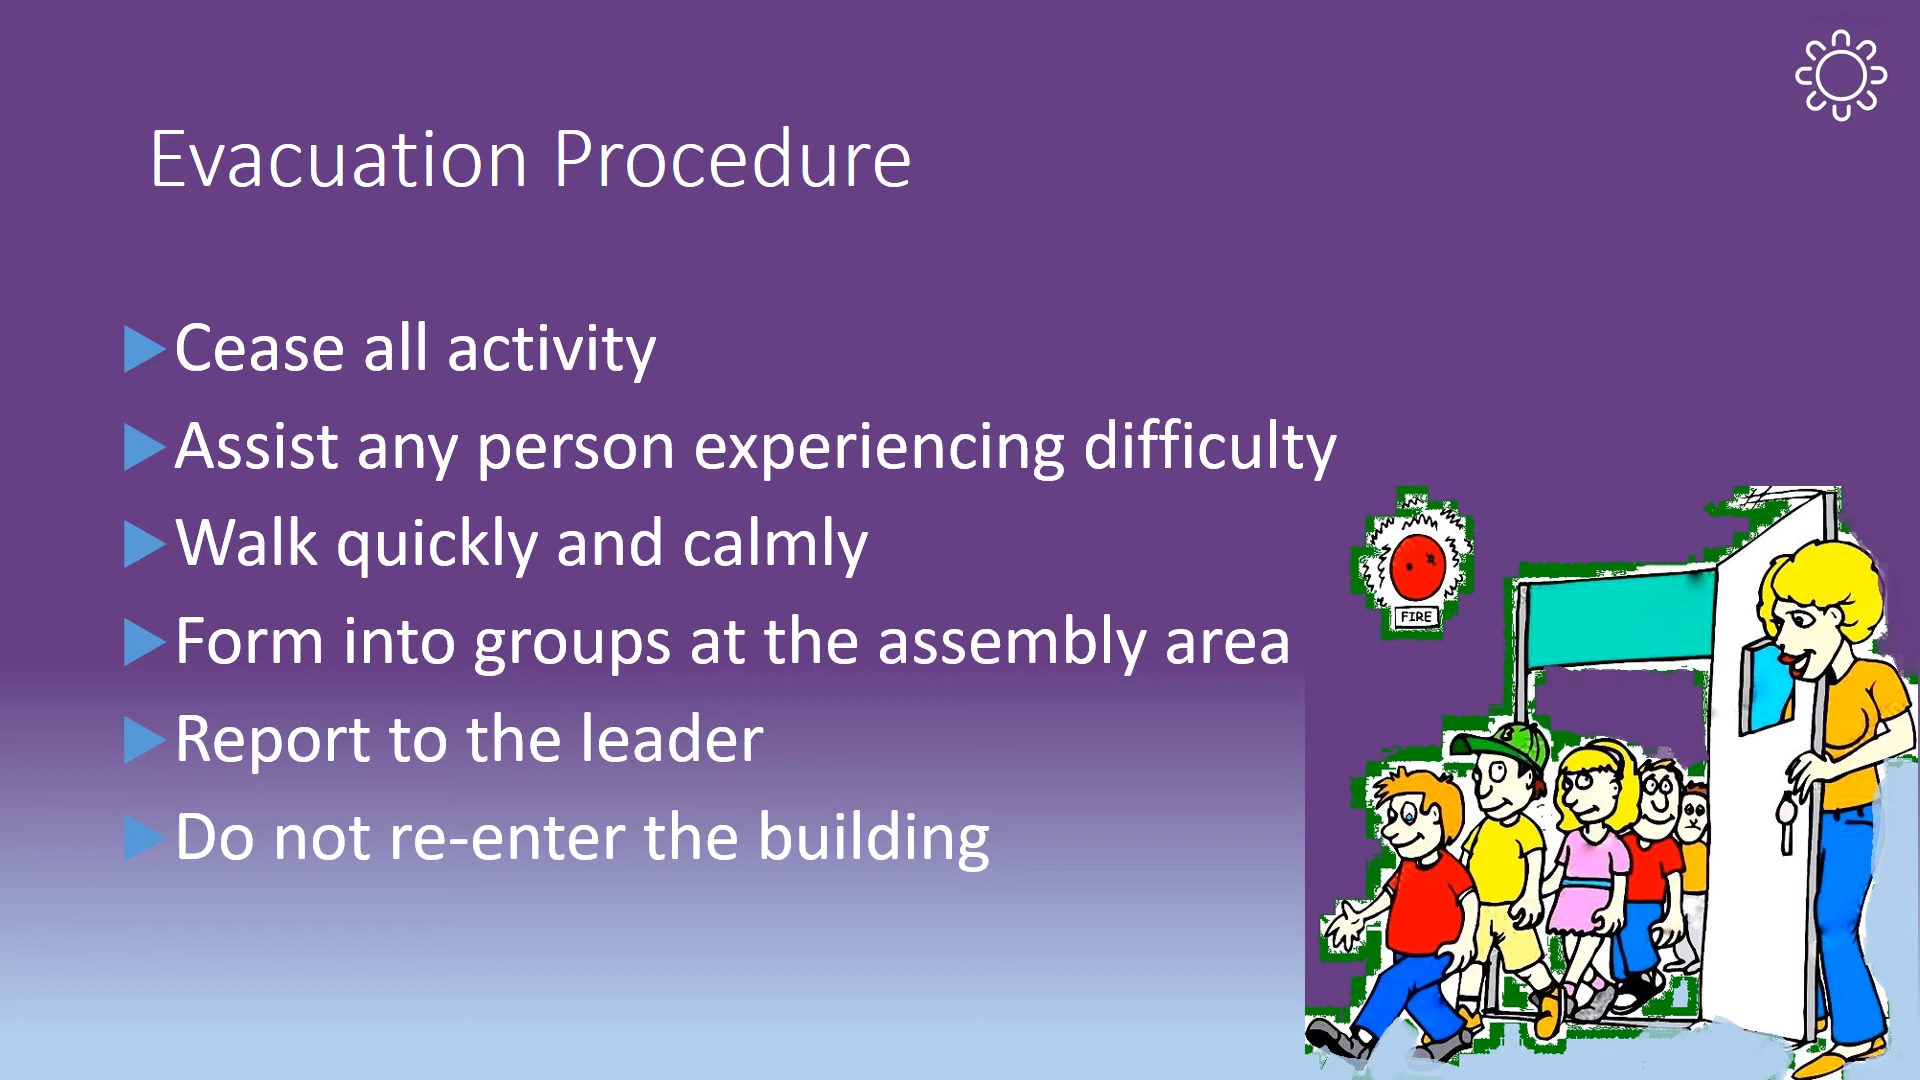 Evacuation Procedure
Cease all activity
Assist any person experiencing difficulty
Walk quickly and calmly
Form into groups at the assembly area
Report to the leader
Do not re-enter the building
FIRE